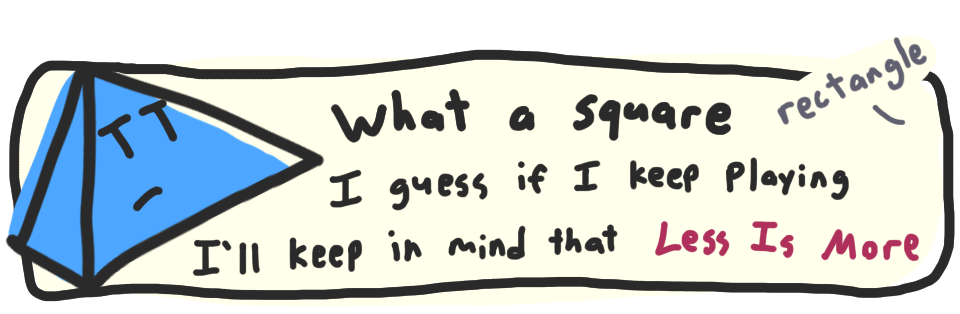 rectangle
What a square
I guess if I keep playing
I'll keep in mind that Less Is More